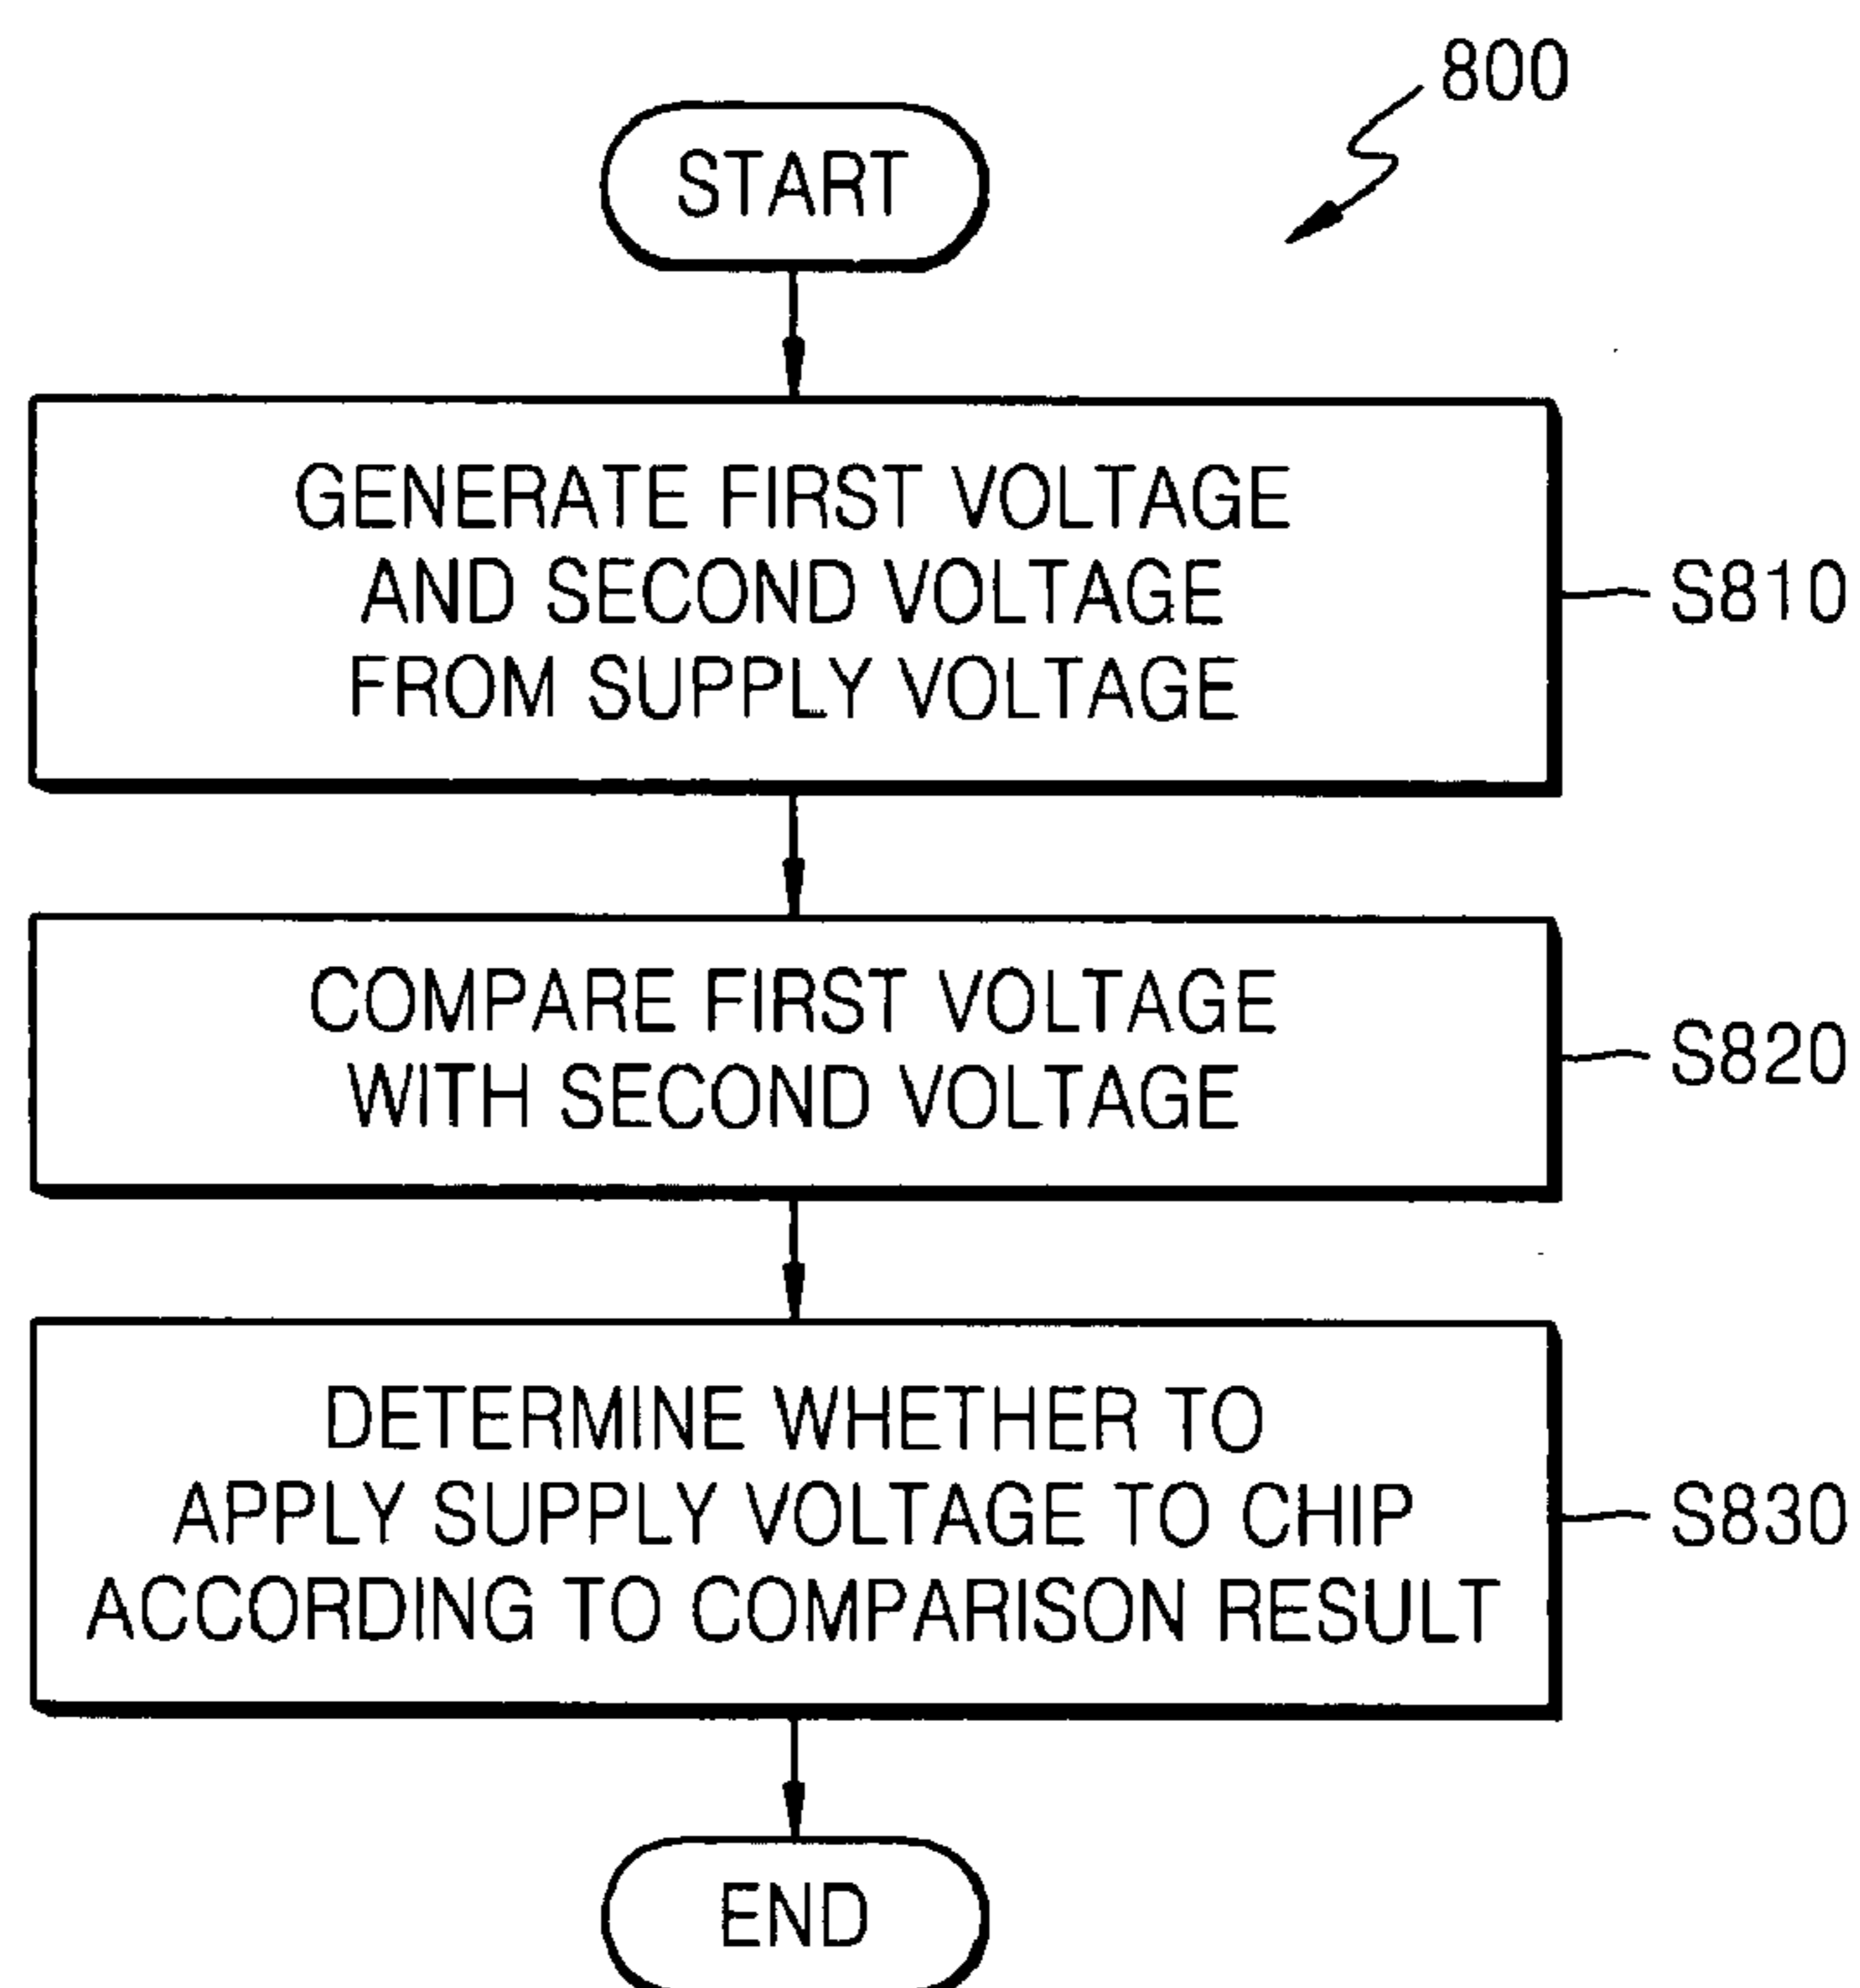 800
START
GENERATE FIRST VOLTAGE
AND SECOND VOLTAGE
FROM SUPPLY VOLTAGE
S810
COMPARE FIRST VOLTAGE
WITH SECOND VOLTAGE
S820
DETERMINE WHETHER TO
APPLY SUPPLY VOLTAGE TO CHIP
ACCORDING TO COMPARISON RESULT
S830
END